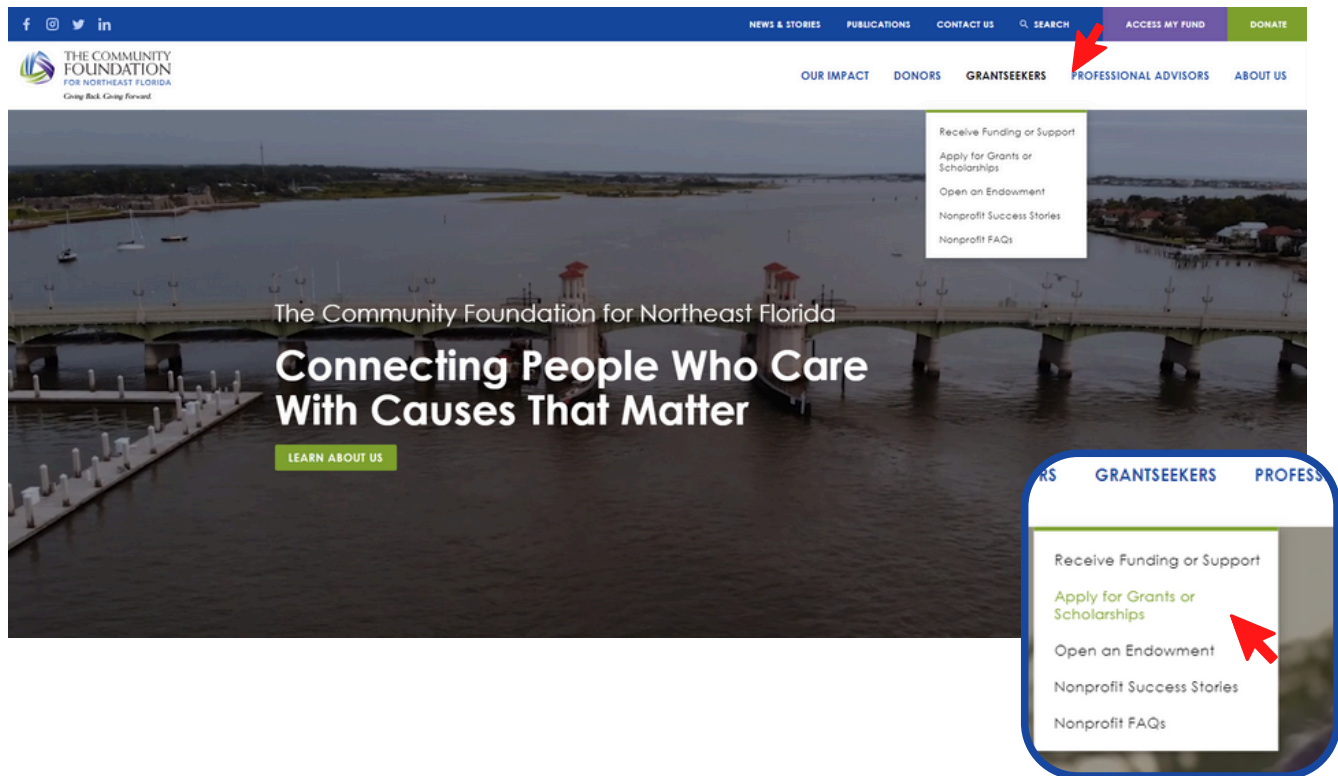 NEWS & STORIES PUBLICATIONS CONTACT US SEARCH ACCESS MY FUND DONATE
THE COMMUNITY
FOUNDATION
FOR NORTHEAST FLORIDA
Giving Back. Giving Forward.
OUR IMPACT DONORS GRANTSEEKERS PROFESSIONAL ADVISORS ABOUT US
Receive Funding or Support
Apply for Grants or
Scholarships
Open an Endowment
Nonprofit Success Stories
Nonprofit FAQs
The Community Foundation for Northeast Florida
Connecting People Who Care
With Causes That Matter
LEARN ABOUT US
RS GRANTSEEKERS PROFESS
Receive Funding or Support
Apply for Grants or
Scholarships
Open an Endowment
Nonprofit Success Stories
Nonprofit FAQs